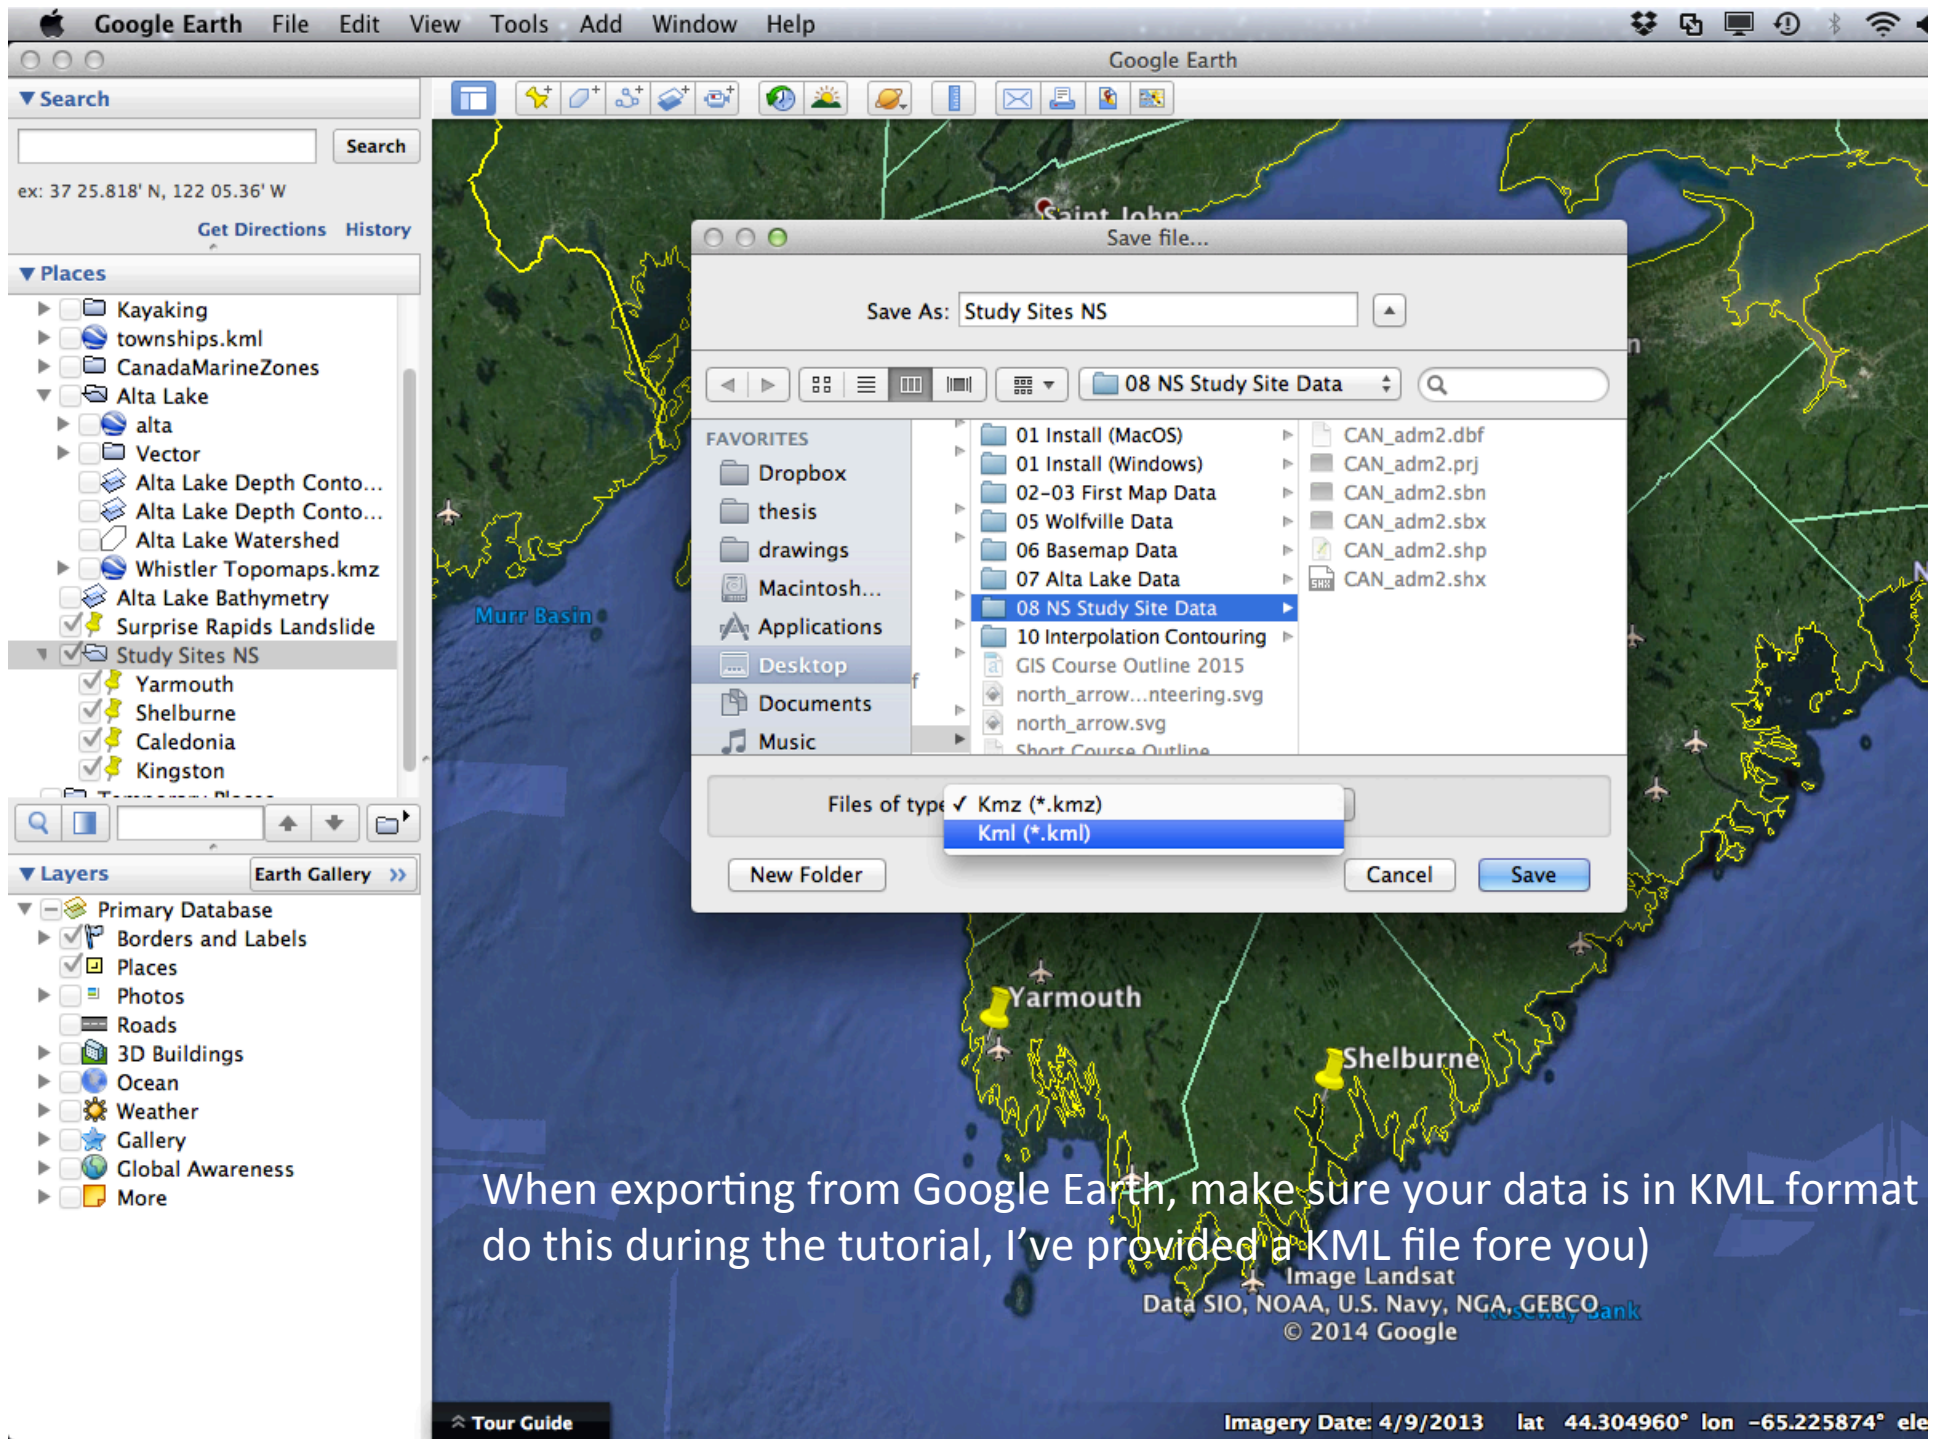 Google Earth File Edit View Tools Add Window Help
Google Earth
Search
Search
ex: 37 25.818' N, 122 05.36' W
Get Directions History
Places
Kayaking
townships.kml
CanadaMarineZones
Alta Lake
alta
Vector
Alta Lake Depth Conto...
Alta Lake Depth Conto...
Alta Lake Watershed
Whistler Topomaps.kmz
Alta Lake Bathymetry
Surprise Rapids Landslide
Study Sites NS
Yarmouth
Shelburne
Caledonia
Kingston
Temporary Places
Layers
Earth Gallery >>
Primary Database
Borders and Labels
Places
Photos
Roads
3D Buildings
Ocean
Weather
Gallery
Global Awareness
More
Saint John
Murr Basin
Save file...
Save As: Study Sites NS
08 NS Study Site Data
FAVORITES
Dropbox
thesis
drawings
Macintosh...
Applications
Desktop
Documents
Music
f
01 Install (MacOS)
01 Install (Windows)
02-03 First Map Data
05 Wolfville Data
06 Basemap Data
07 Alta Lake Data
08 NS Study Site Data
10 Interpolation Contouring
GIS Course Outline 2015
north_arrow...nteering.svg
north_arrow.svg
Short Course Outline
CAN_adm2.dbf
CAN_adm2.prj
CAN_adm2.sbn
CAN_adm2.sbx
CAN_adm2.shp
CAN_adm2.shx
Files of type
✓ Kmz (*.kmz)
Kml (*.kml)
New Folder
Cancel
Save
n
N
Yarmouth
Shelburne
When exporting from Google Earth, make sure your data is in KML format
do this during the tutorial, I've provided a KML file fore you)
Image Landsat
Data SIO, NOAA, U.S. Navy, NGA, GEBCO
Roseway Bank
© 2014 Google
Tour Guide
Imagery Date: 4/9/2013 lat 44.304960° lon -65.225874° ele